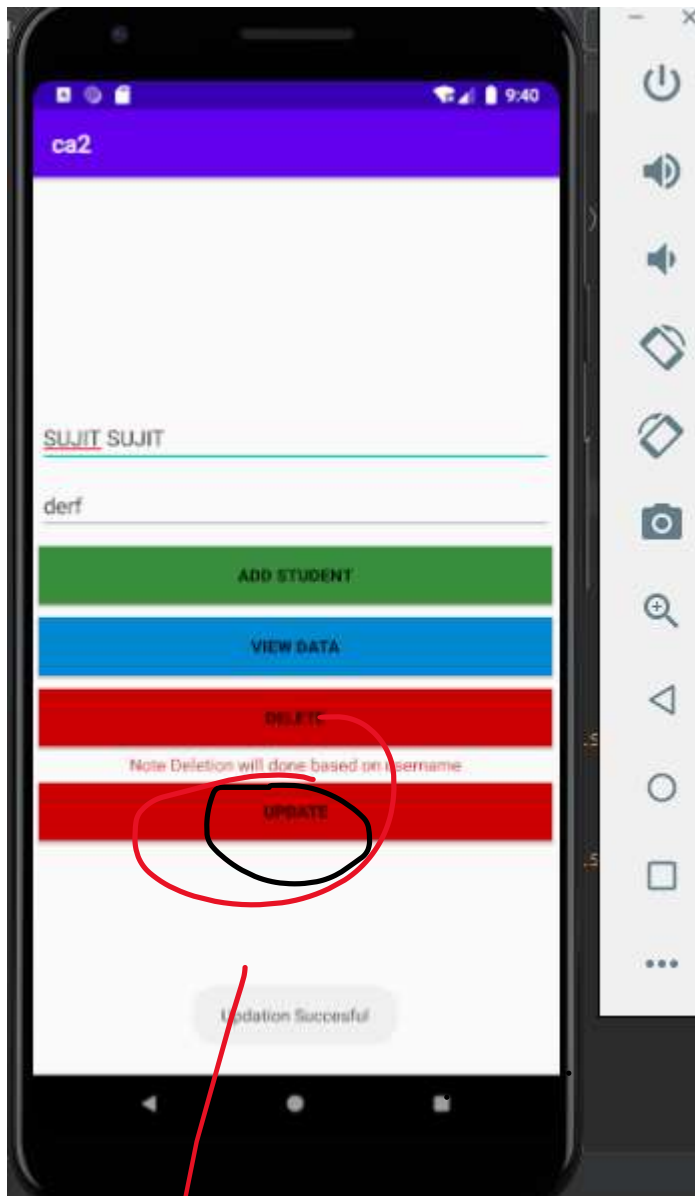 9:40
ca2
SUJIT SUJIT
derf
ADD STUDENT
VIEW DATA
DELETE
Note Deletion will done based on username
UPDATE
Updation Succesful
.S
.S